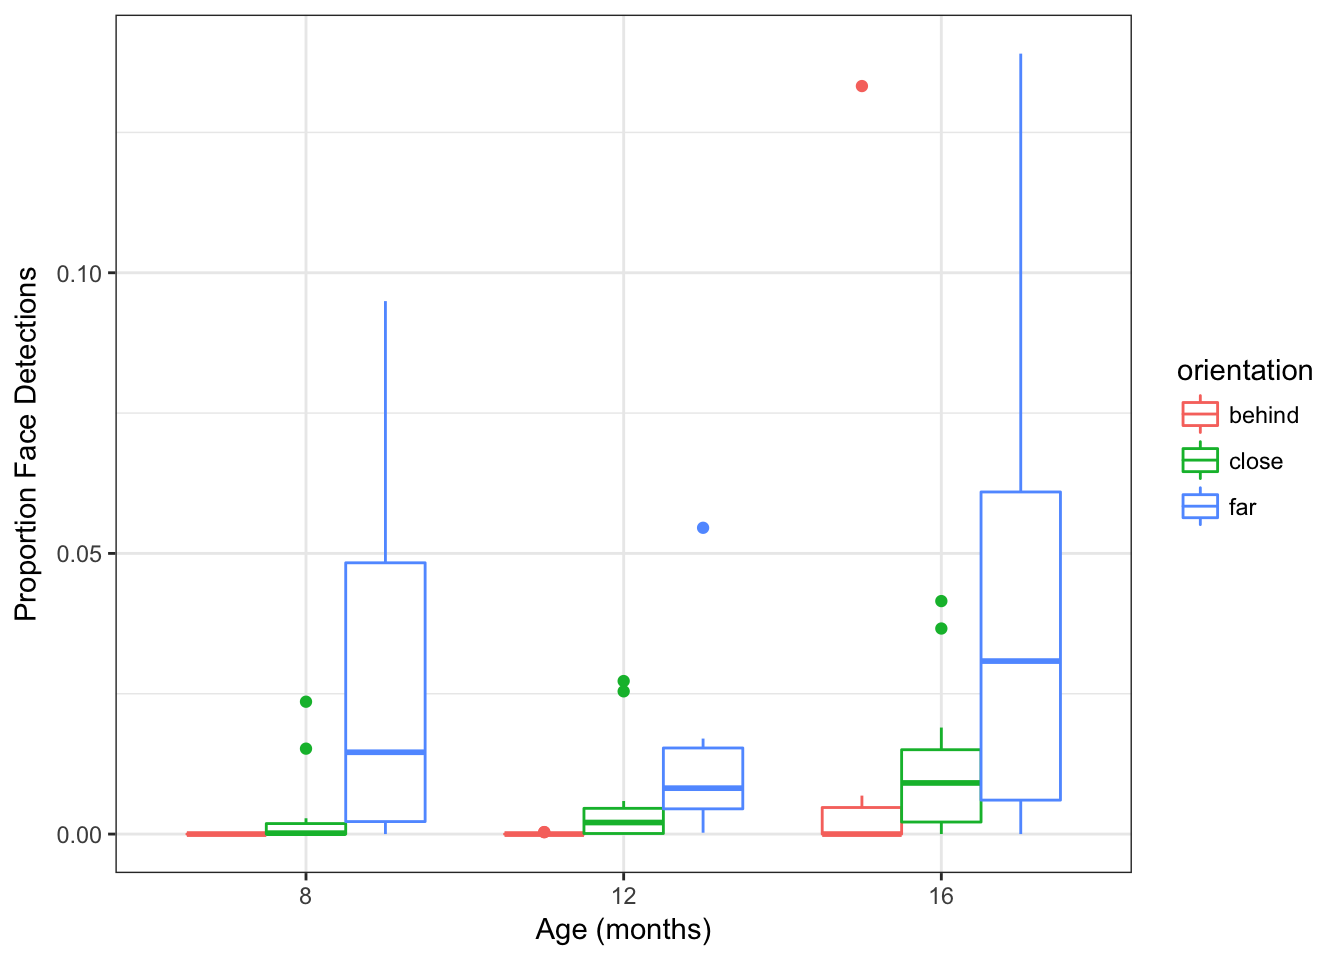 Proportion Face Detections
0.10
0.05
0.00
8 12 16
Age (months)
orientation
behind
close
far